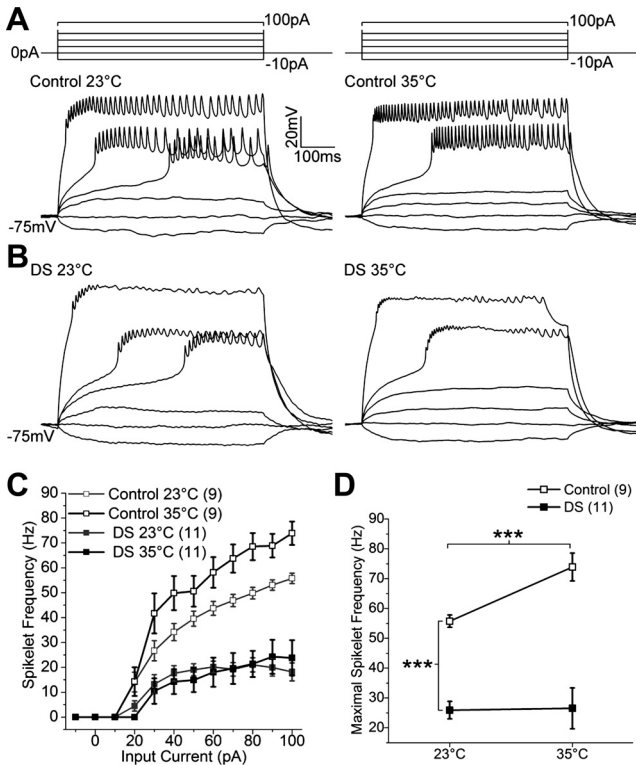 A
100pA
100pA
0pA
-10pA
-10pA
Control 23°C
Control 35°C
20mV
100ms
-75mV
B
DS 23°C
DS 35°C
-75mV
C
Control 23°C (9)
Control 35°C (9)
DS 23°C (11)
DS 35°C (11)
Spikelet Frequency (Hz)
90
80
70
60
50
40
30
20
10
0
0 20 40 60 80 100
Input Current (pA)
D
Control (9)
DS (11)
Maximal Spikelet Frequency (Hz)
90
80
70
60
50
40
30
20
***
***
23°C
35°C